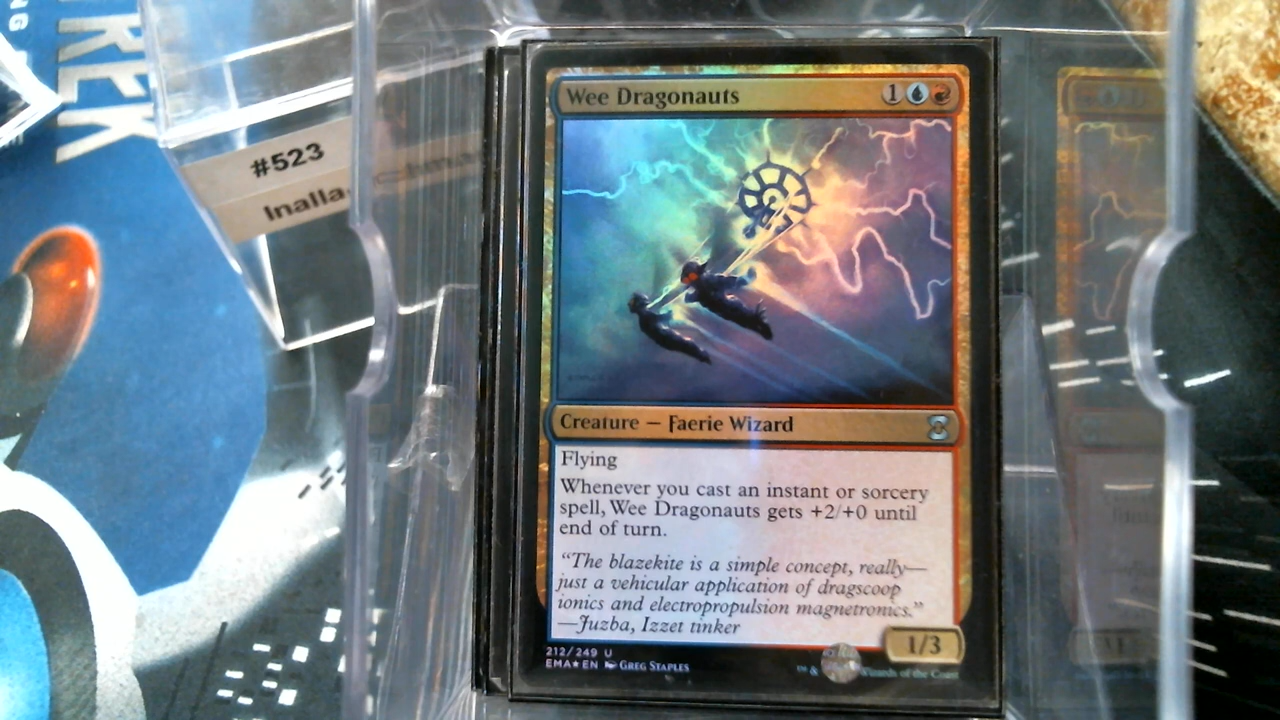 TREK
#523
Inalla
Wee Dragonauts
1
Creature — Faerie Wizard
Flying
Whenever you cast an instant or sorcery
spell, Wee Dragonauts gets +2/+0 until
end of turn.
“The blazekite is a simple concept, really—
just a vehicular application of dragscoop
ionics and electropropulsion magnetronics.”
—Juzba, Izzet tinker
1/3
212/249 U
EMA★EN GREG STAPLES
™ & Wizards of the Coast